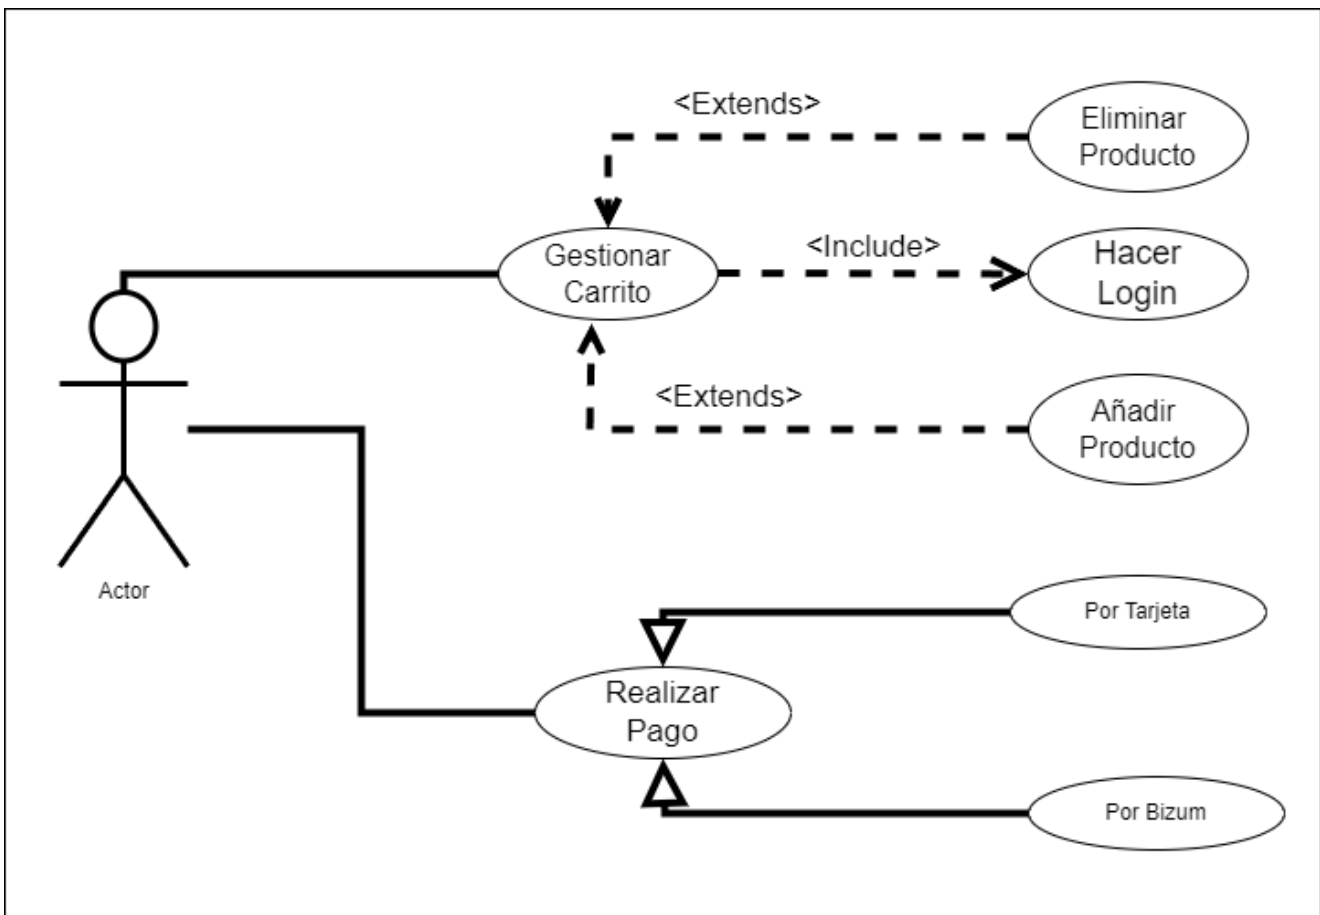 <Extends>
Eliminar
Producto
Gestionar
Carrito
<Include>
Hacer
Login
<Extends>
Añadir
Producto
Actor
Por Tarjeta
Realizar
Pago
Por Bizum